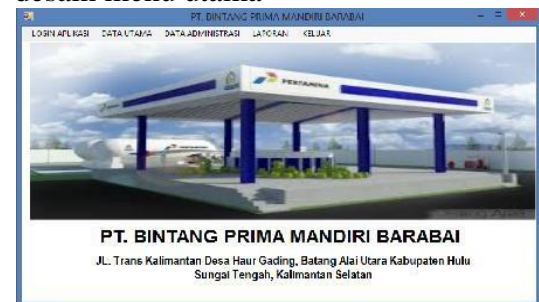 desain menu utama
PT. BINTANG PRIMA MANDIRI BARABAI
LOGIN APLIKASI DATA UTAMA DATA ADMINISTRASI LAPORAN KELUAR
PERTAMINA
PT. BINTANG PRIMA MANDIRI BARABAI
JL. Trans Kalimantan Desa Haur Gading, Batang Alai Utara Kabupaten Hulu
Sungai Tengah, Kalimantan Selatan